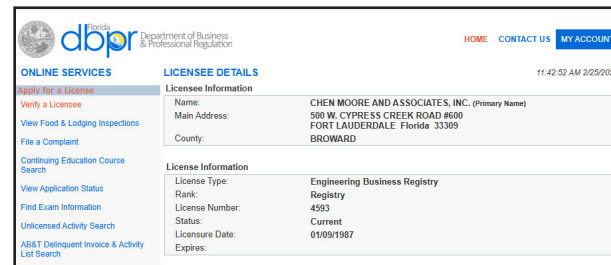 Florida
dbpr Department of Business
& Professional Regulation
HOME CONTACT US MY ACCOUNT
ONLINE SERVICES
Apply for a License
Verify a Licensee
View Food & Lodging Inspections
File a Complaint
Continuing Education Course
Search
View Application Status
Find Exam Information
Unlicensed Activity Search
AB&T Delinquent Invoice & Activity
List Search
LICENSEE DETAILS 11:42:52 AM 2/25/20
Licensee Information
Name: CHEN MOORE AND ASSOCIATES, INC. (Primary Name)
Main Address: 500 W. CYPRESS CREEK ROAD #600
FORT LAUDERDALE Florida 33309
County: BROWARD
License Information
License Type: Engineering Business Registry
Rank: Registry
License Number: 4593
Status: Current
Licensure Date: 01/09/1987
Expires: